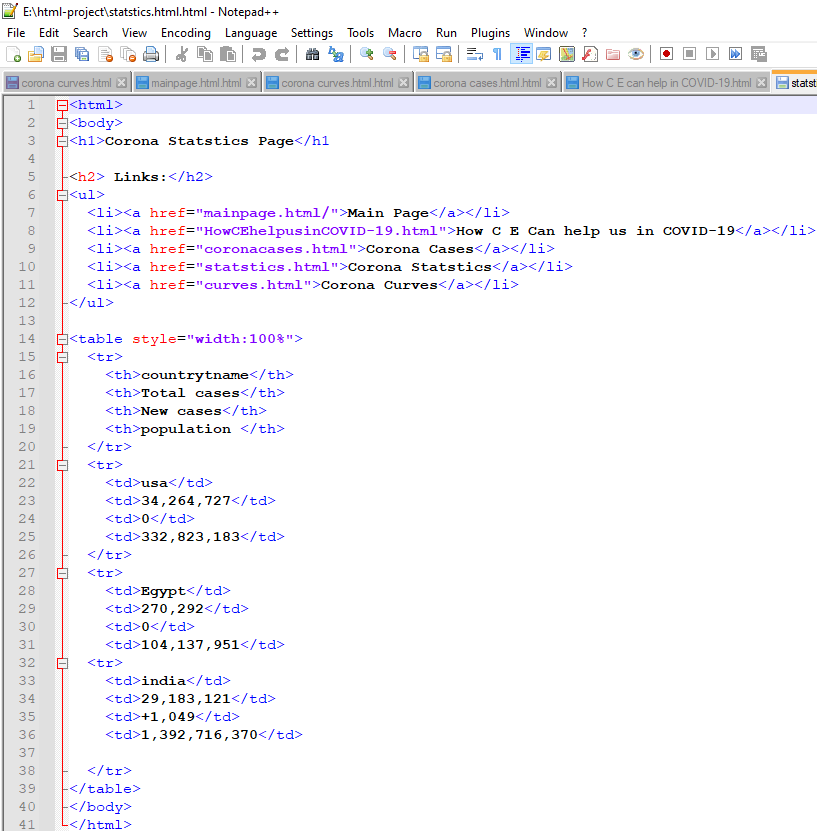 E:\html-project\statstics.html.html - Notepad++
File Edit Search View Encoding Language Settings Tools Macro Run Plugins Window ?
corona curves.html mainpage.html.html corona curves.html.html corona cases.html.html How C E can help in COVID-19.html statsti
1 <html>
2 <body>
3 <h1>Corona Statstics Page</h1
4
5 <h2> Links:</h2>
6 <ul>
7 <li><a href="mainpage.html/">Main Page</a></li>
8 <li><a href="HowCEhelpusinCOVID-19.html">How C E Can help us in COVID-19</a></li>
9 <li><a href="coronacases.html">Corona Cases</a></li>
10 <li><a href="statstics.html">Corona Statstics</a></li>
11 <li><a href="curves.html">Corona Curves</a></li>
12 </ul>
13
14 <table style="width:100%">
15 <tr>
16 <th>countrytname</th>
17 <th>Total cases</th>
18 <th>New cases</th>
19 <th>population </th>
20 </tr>
21 <tr>
22 <td>usa</td>
23 <td>34,264,727</td>
24 <td>0</td>
25 <td>332,823,183</td>
26 </tr>
27 <tr>
28 <td>Egypt</td>
29 <td>270,292</td>
30 <td>0</td>
31 <td>104,137,951</td>
32 <tr>
33 <td>india</td>
34 <td>29,183,121</td>
35 <td>+1,049</td>
36 <td>1,392,716,370</td>
37
38 </tr>
39 </table>
40 </body>
41 </html>